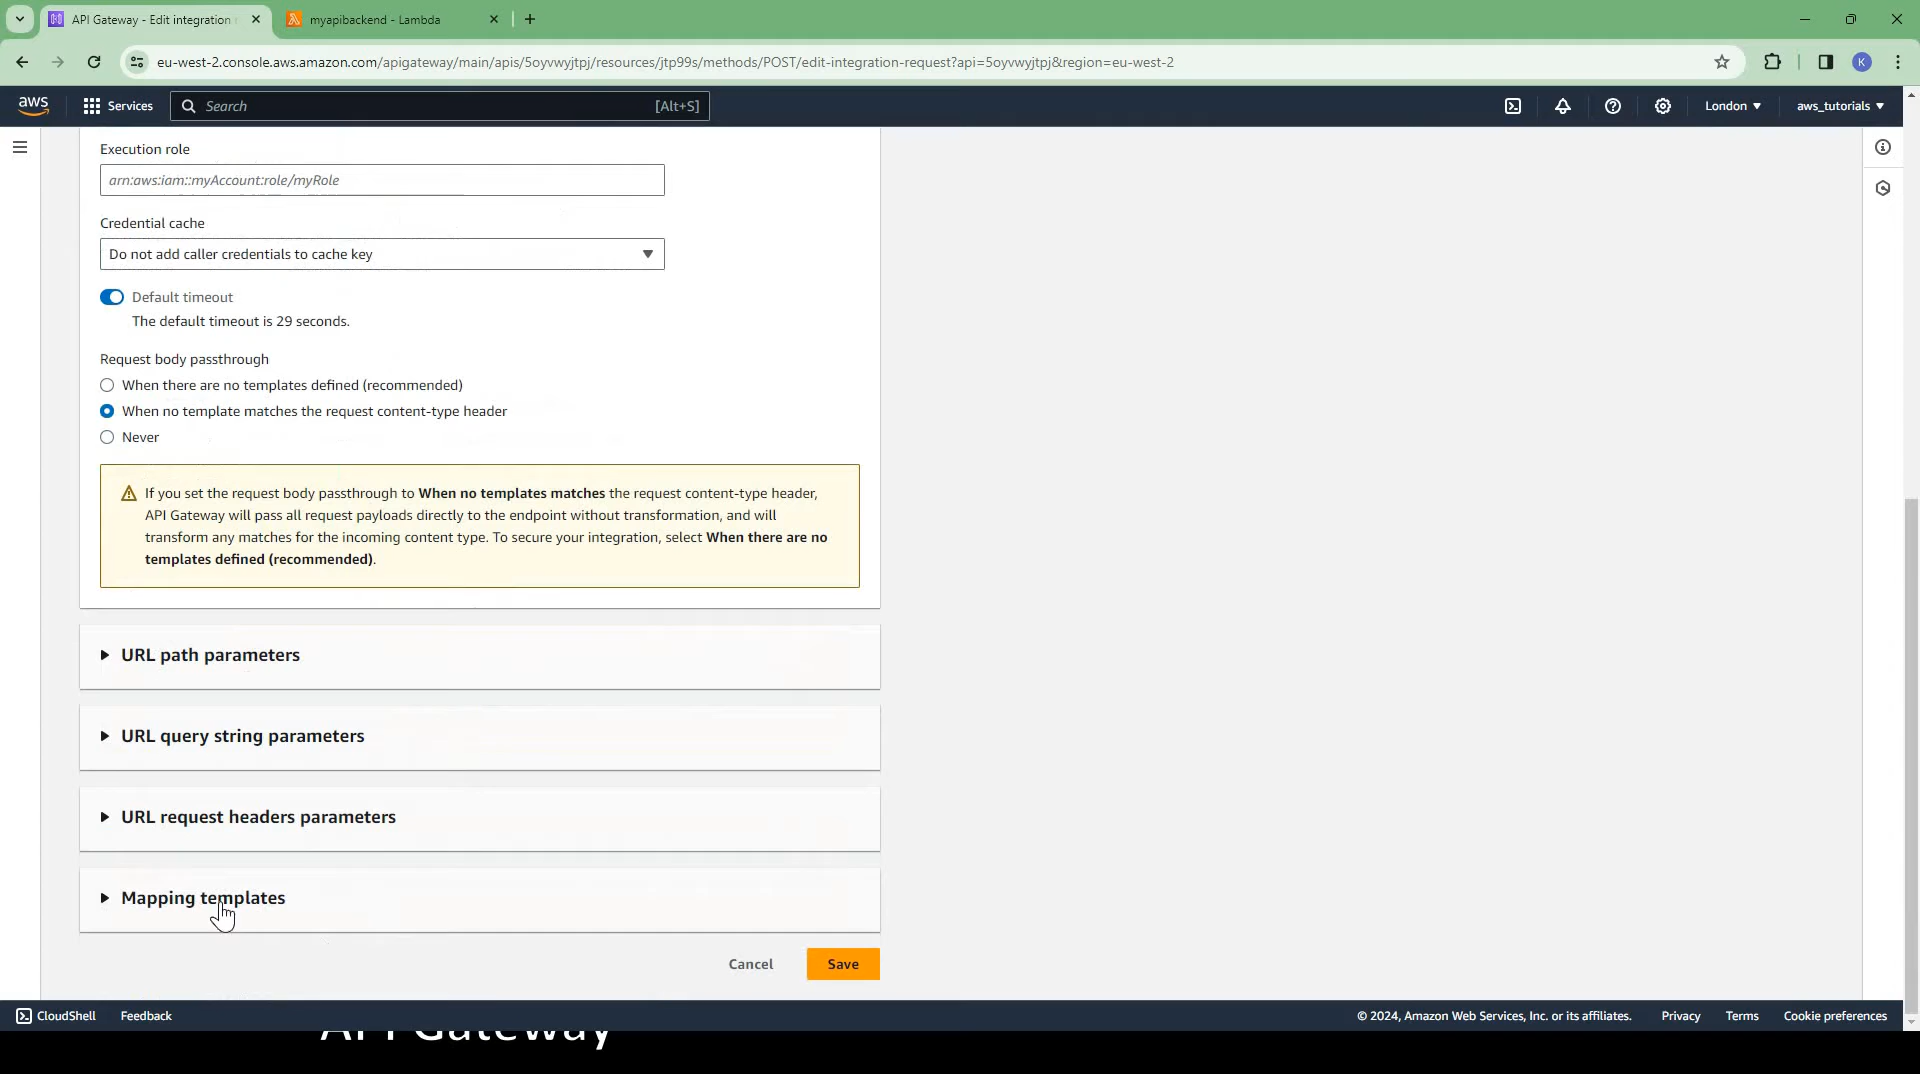 API Gateway - Edit integration
myapibackend - Lambda
eu-west-2.console.aws.amazon.com/apigateway/main/apis/5oyvwyjtpj/resources/jtp99s/methods/POST/edit-integration-request?api=5oyvwyjtpj&region=eu-west-2
K
aws
Services
Search
[Alt+S]
London
aws_tutorials
Execution role
arn:aws:iam::myAccount:role/myRole
Credential cache
Do not add caller credentials to cache key
Default timeout
The default timeout is 29 seconds.
Request body passthrough
When there are no templates defined (recommended)
When no template matches the request content-type header
Never
If you set the request body passthrough to When no templates matches the request content-type header,
API Gateway will pass all request payloads directly to the endpoint without transformation, and will
transform any matches for the incoming content type. To secure your integration, select When there are no
templates defined (recommended).
URL path parameters
URL query string parameters
URL request headers parameters
Mapping templates
Cancel
Save
CloudShell
Feedback
© 2024, Amazon Web Services, Inc. or its affiliates.
Privacy
Terms
Cookie preferences
API Gateway